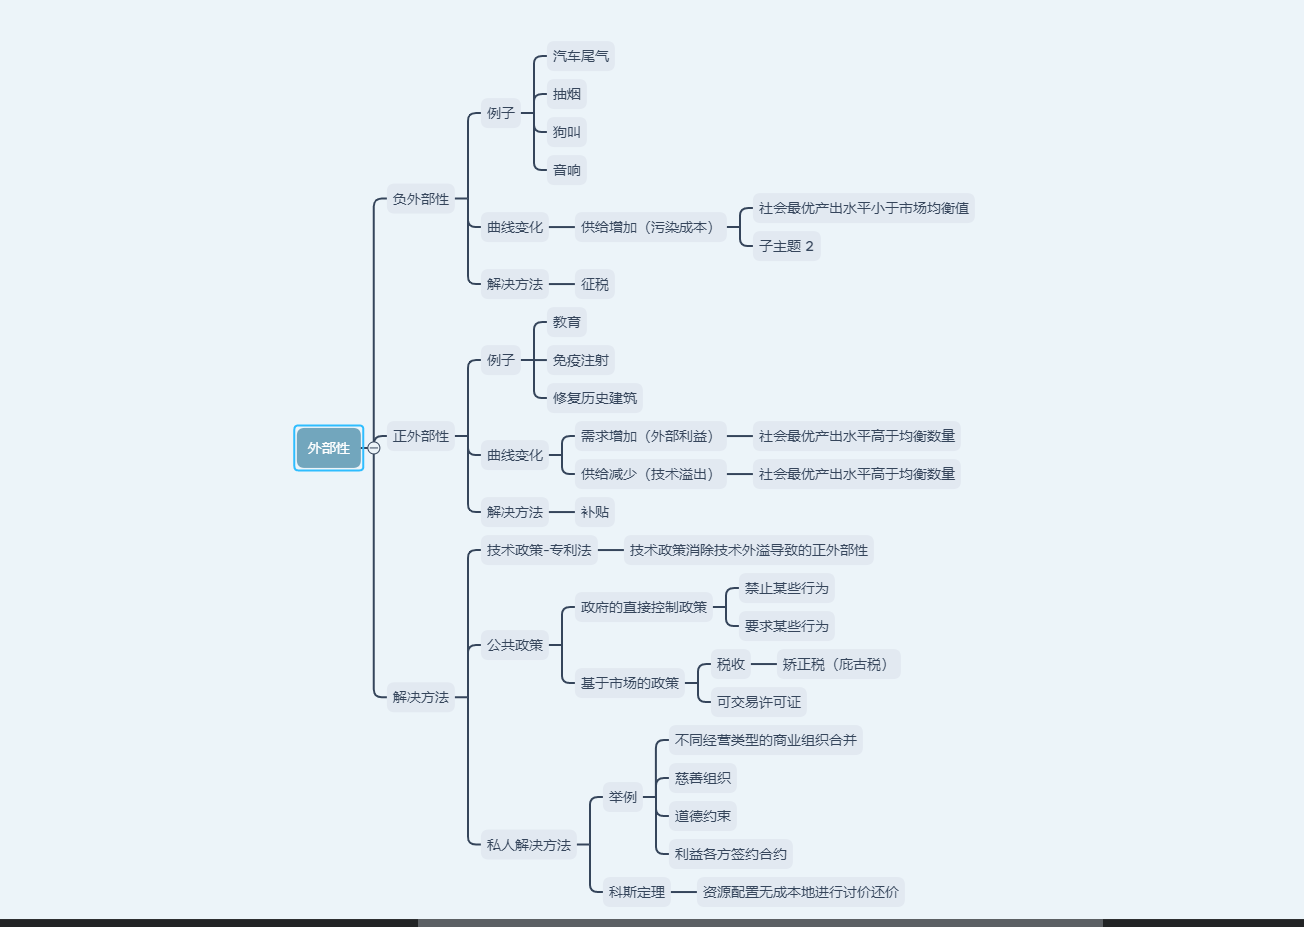 外部性
负外部性
例子
汽车尾气
抽烟
狗叫
音响
曲线变化
供给增加（污染成本）
社会最优产出水平小于市场均衡值
子主题 2
解决方法
征税
正外部性
例子
教育
免疫注射
修复历史建筑
曲线变化
需求增加（外部利益）
社会最优产出水平高于均衡数量
供给减少（技术溢出）
社会最优产出水平高于均衡数量
解决方法
补贴
解决方法
技术政策-专利法
技术政策消除技术外溢导致的正外部性
公共政策
政府的直接控制政策
禁止某些行为
要求某些行为
基于市场的政策
税收
矫正税（庇古税）
可交易许可证
私人解决方法
举例
不同经营类型的商业组织合并
慈善组织
道德约束
利益各方签约合约
科斯定理
资源配置无成本地进行讨价还价